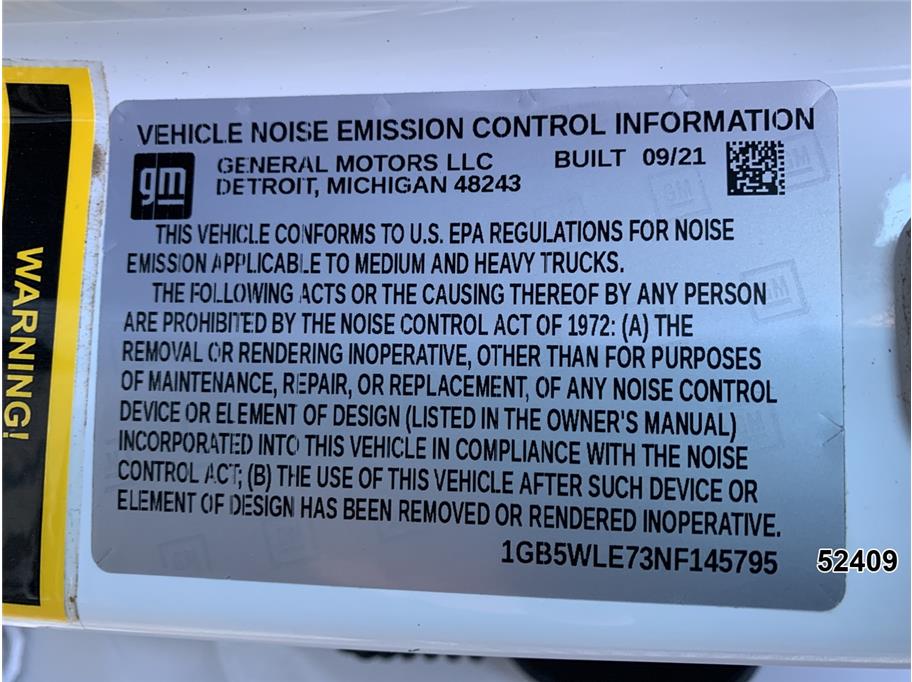 WARNING!
VEHICLE NOISE EMISSION CONTROL INFORMATION
gm
GENERAL MOTORS LLC BUILT 09/21
DETROIT, MICHIGAN 48243
THIS VEHICLE CONFORMS TO U.S. EPA REGULATIONS FOR NOISE
EMISSION APPLICABLE TO MEDIUM AND HEAVY TRUCKS.
THE FOLLOWING ACTS OR THE CAUSING THEREOF BY ANY PERSON
ARE PROHIBITED BY THE NOISE CONTROL ACT OF 1972: (A) THE
REMOVAL OR RENDERING INOPERATIVE, OTHER THAN FOR PURPOSES
OF MAINTENANCE, REPAIR, OR REPLACEMENT, OF ANY NOISE CONTROL
DEVICE OR ELEMENT OF DESIGN (LISTED IN THE OWNER'S MANUAL)
INCORPORATED INTO THIS VEHICLE IN COMPLIANCE WITH THE NOISE
CONTROL ACT; (B) THE USE OF THIS VEHICLE AFTER SUCH DEVICE OR
ELEMENT OF DESIGN HAS BEEN REMOVED OR RENDERED INOPERATIVE.
1GB5WLE73NF145795
52409